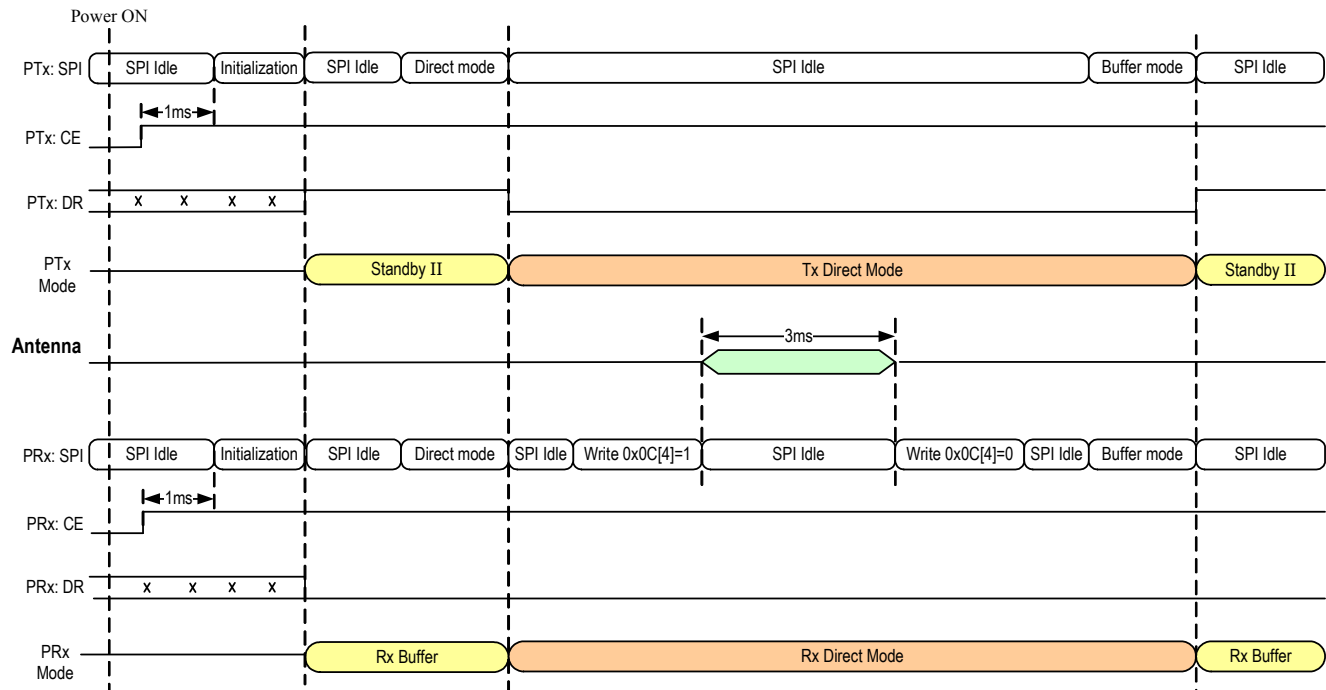 Power ON
PTx: SPI SPI Idle Initialization SPI Idle Direct mode SPI Idle Buffer mode SPI Idle
1ms
PTx: CE
PTx: DR x x x x
PTx Standby II Tx Direct Mode Standby II
Mode
3ms
Antenna
PRx: SPI SPI Idle Initialization SPI Idle Direct mode SPI Idle Write 0x0C[4]=1 SPI Idle Write 0x0C[4]=0 SPI Idle Buffer mode SPI Idle
1ms
PRx: CE
PRx: DR x x x x
PRx Rx Buffer Rx Direct Mode Rx Buffer
Mode